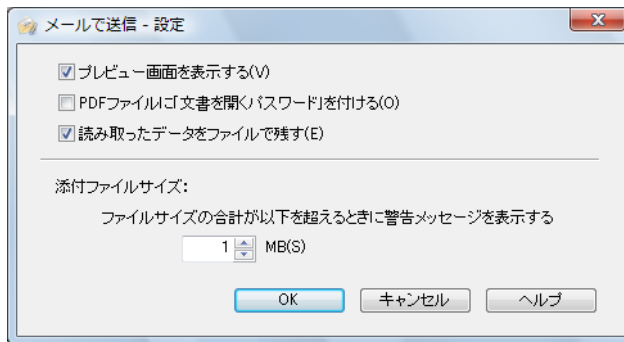 メールで送信 - 設定
プレビュー画面を表示する(V)
PDFファイルに「文書を開くパスワード」を付ける(O)
読み取ったデータをファイルで残す(E)
添付ファイルサイズ:
ファイルサイズの合計が以下を超えるときに警告メッセージを表示する
1 MB(S)
OK キャンセル ヘルプ